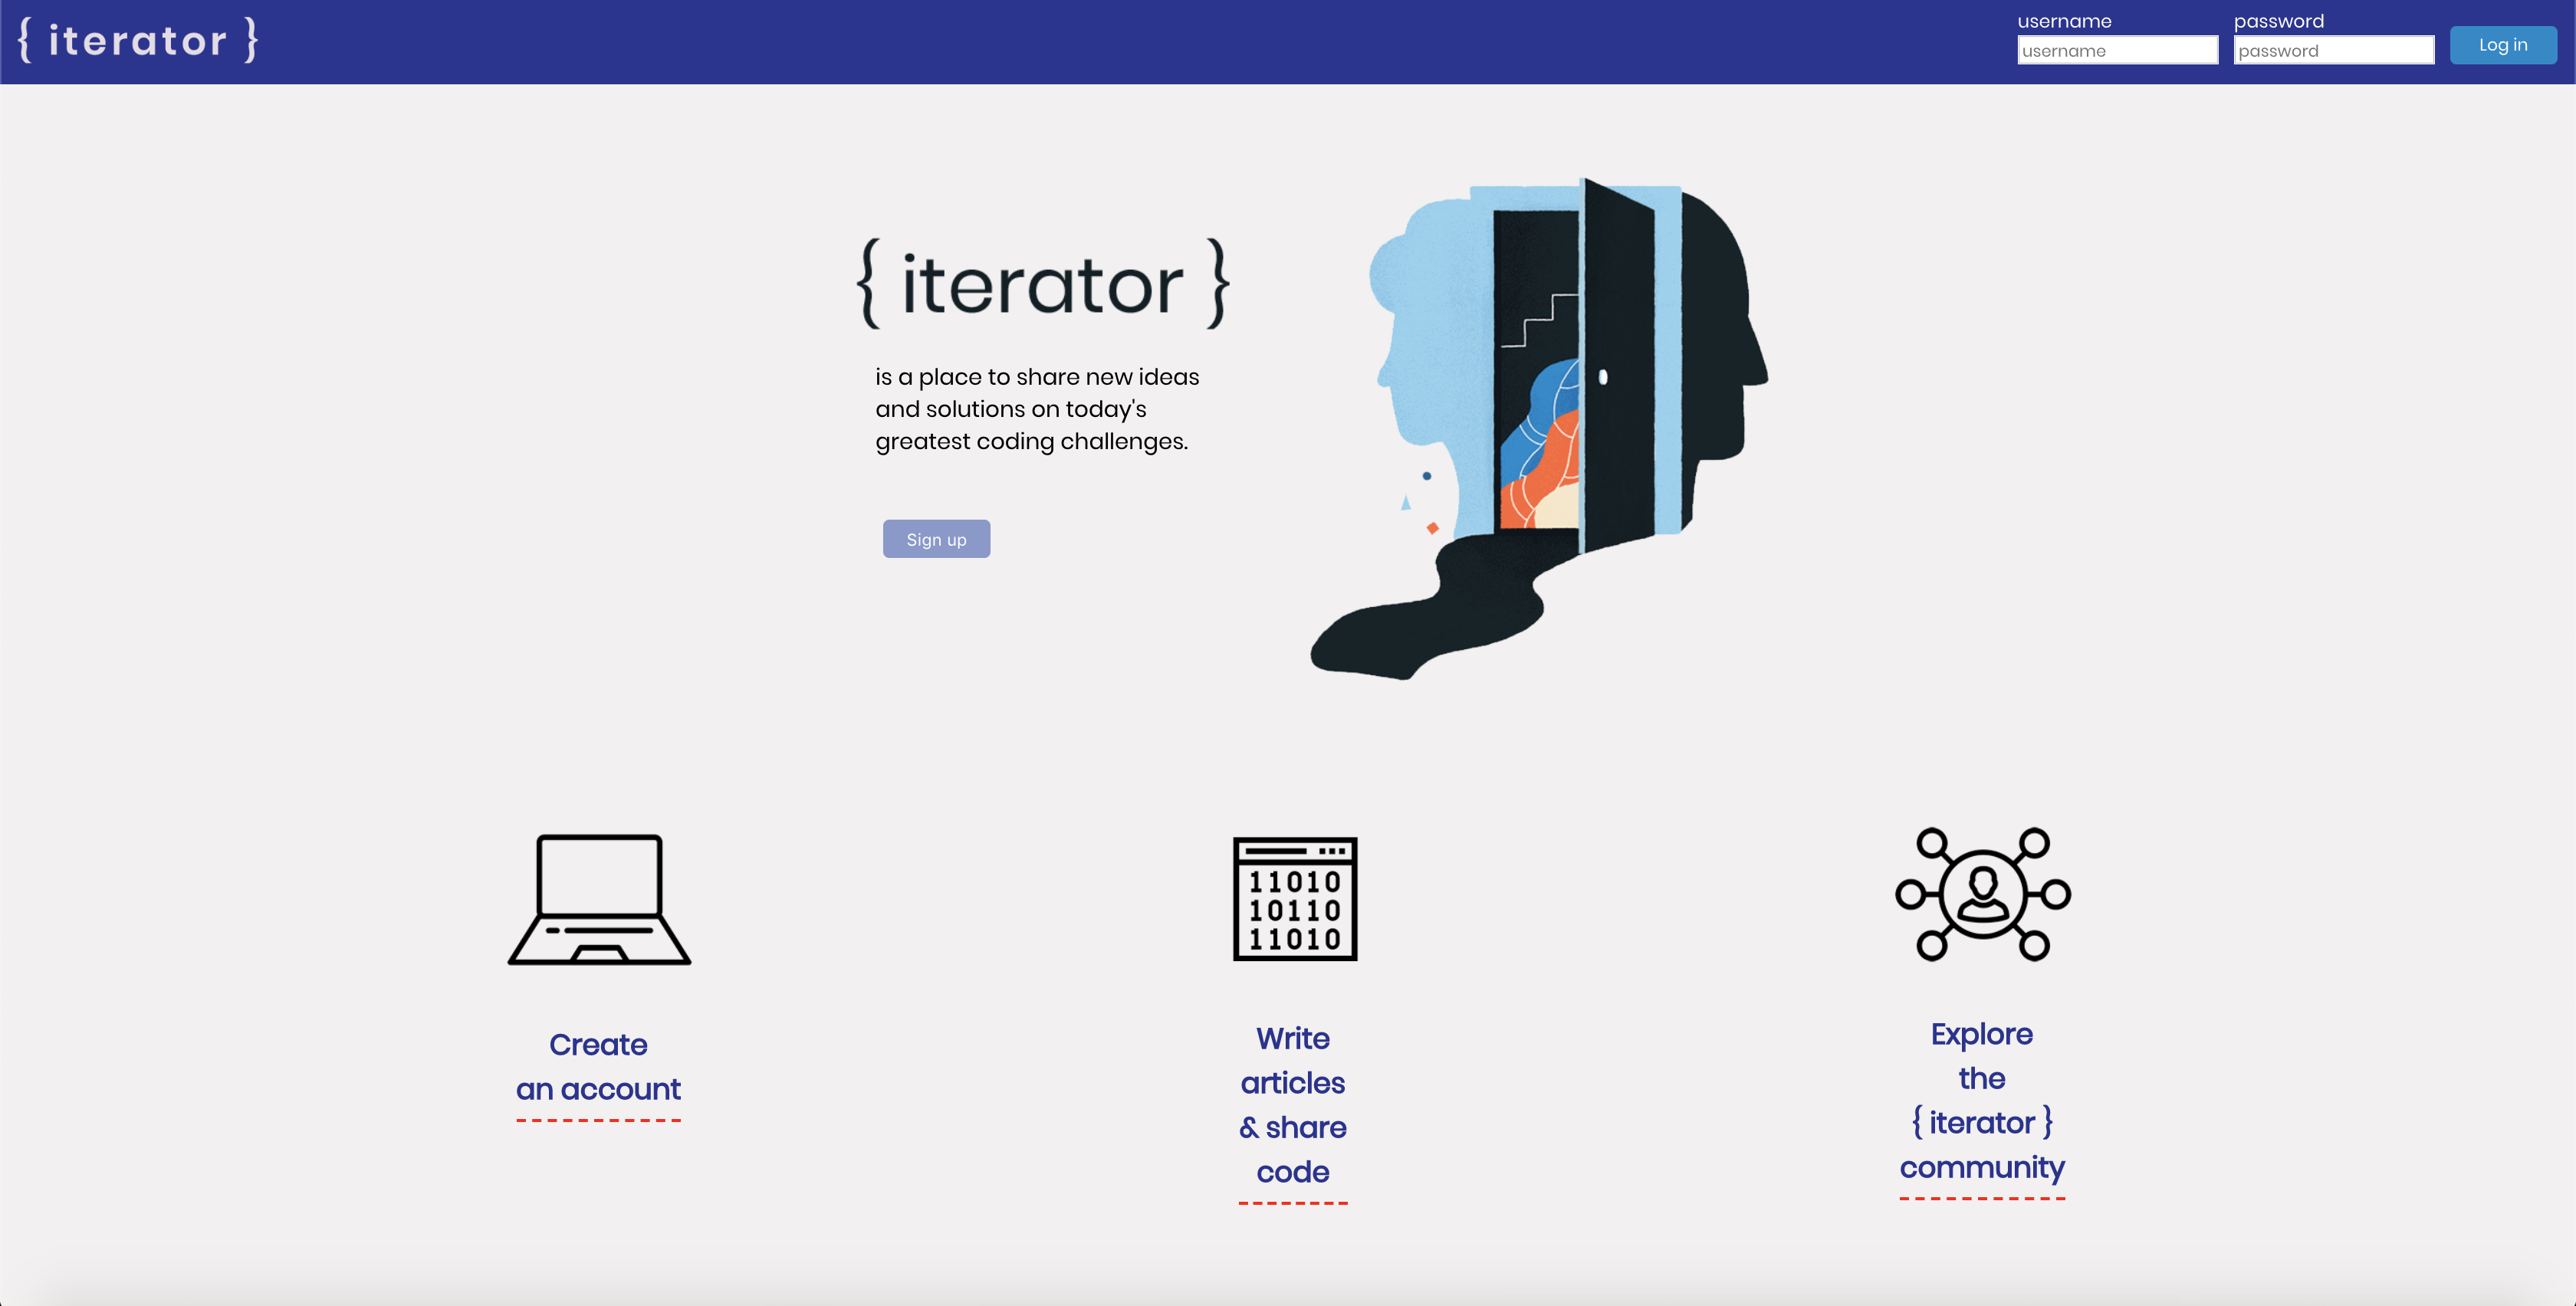 { iterator }
username
password
username
password
Log in
{ iterator }
is a place to share new ideas
and solutions on today's
greatest coding challenges.
Sign up
11010
10110
11010
Create
an account
Write
articles
& share
code
Explore
the
{ iterator }
community